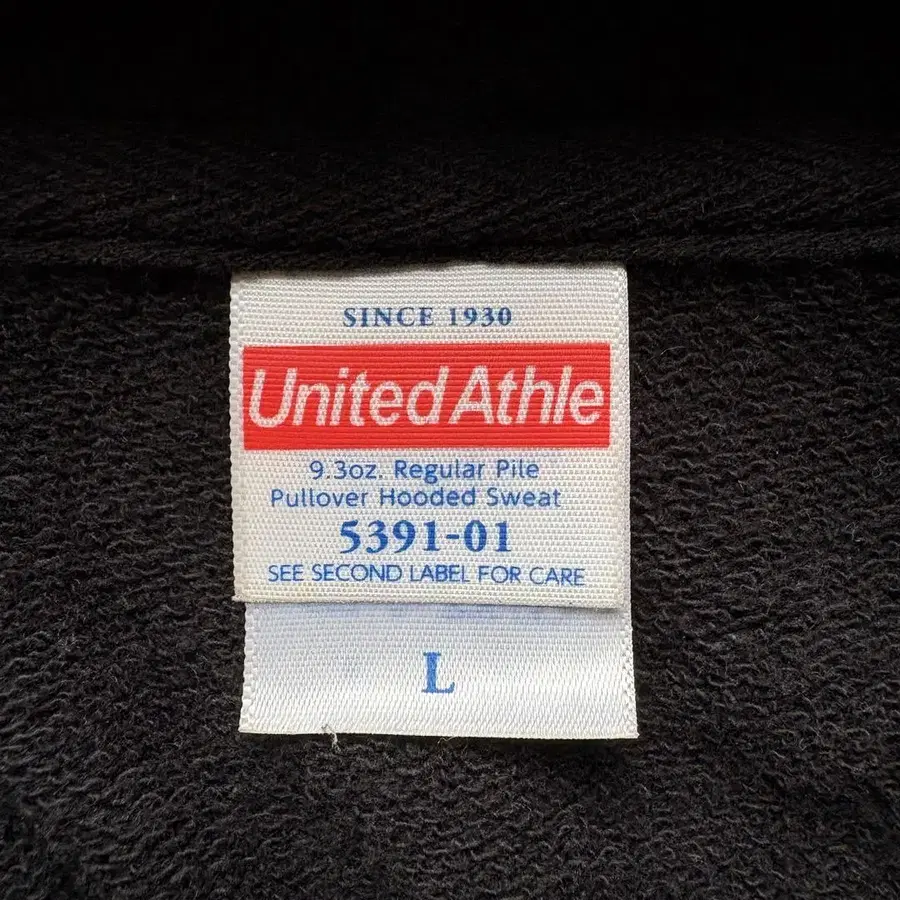 SINCE 1930
United Athle
9.3oz. Regular Pile
Pullover Hooded Sweat
5391-01
SEE SECOND LABEL FOR CARE
L